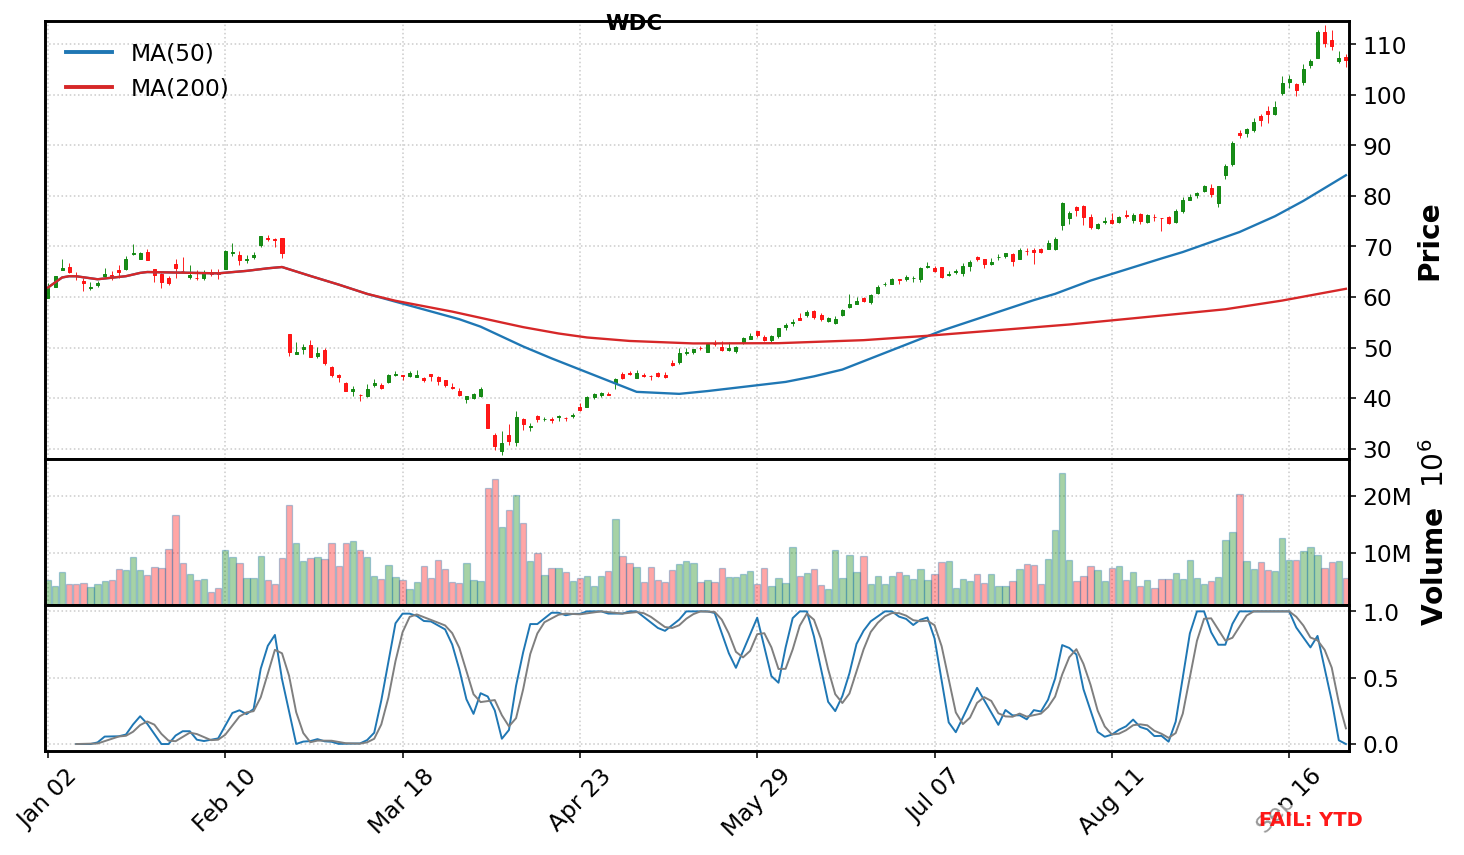 WDC
MA(50)
MA(200)
110
100
90
80
70
60
50
40
30
Price
20M
10M
Volume 10^6
1.0
0.5
0.0
Jan 02
Feb 10
Mar 18
Apr 23
May 29
Jul 07
Aug 11
Sep 16
FAIL: YTD